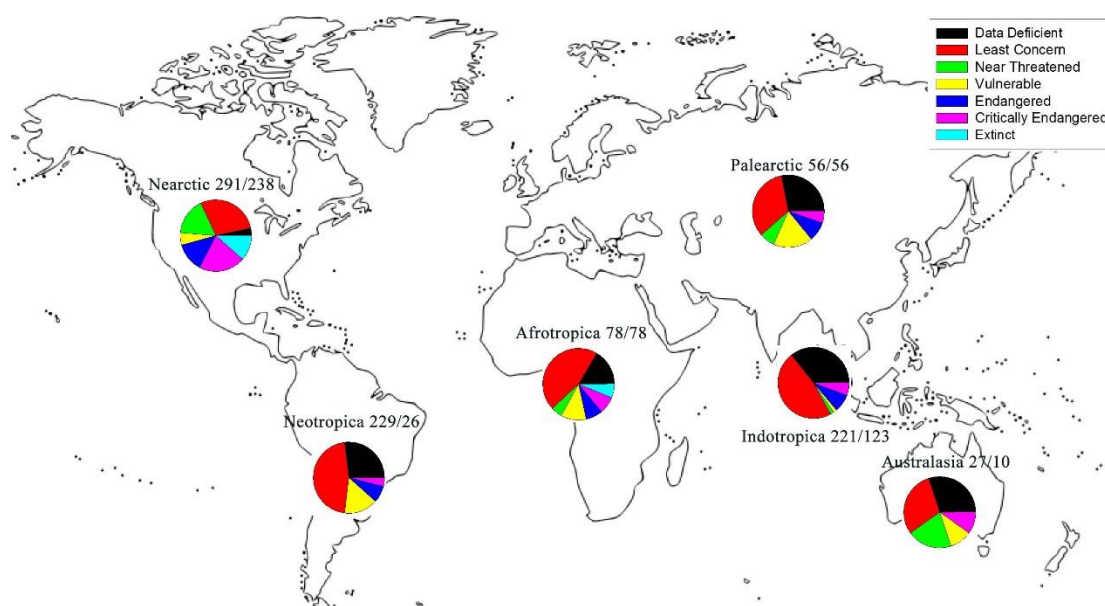 Data Deficient
Least Concern
Near Threatened
Vulnerable
Endangered
Critically Endangered
Extinct
Palearctic 56/56
Nearctic 291/238
Afrotropica 78/78
Neotropica 229/26
Indotropica 221/123
Australasia 27/10